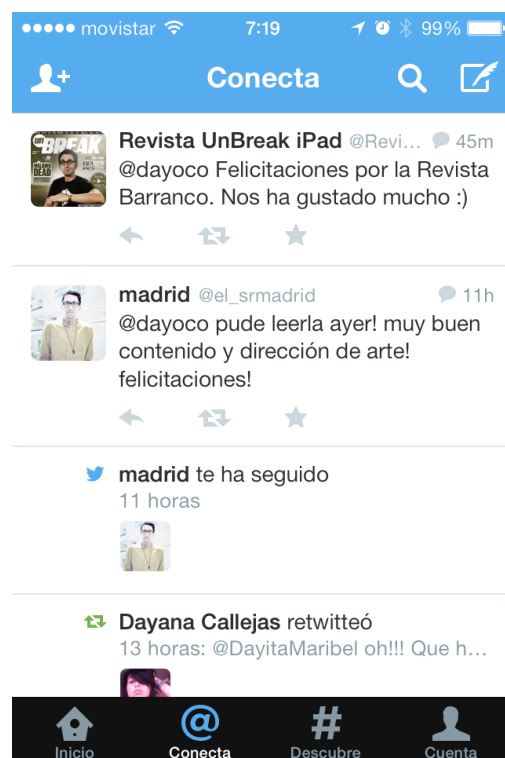 movistar 7:19 99%
Conecta
Revista UnBreak iPad @Revi... 45m
@dayoco Felicitaciones por la Revista
Barranco. Nos ha gustado mucho :)
madrid @el_srmadrid 11h
@dayoco pude leerla ayer! muy buen
contenido y dirección de arte!
felicitaciones!
madrid te ha seguido
11 horas
Dayana Callejas retwitteó
13 horas: @DayitaMaribel oh!!! Que h...
Inicio Conecta Descubre Cuenta